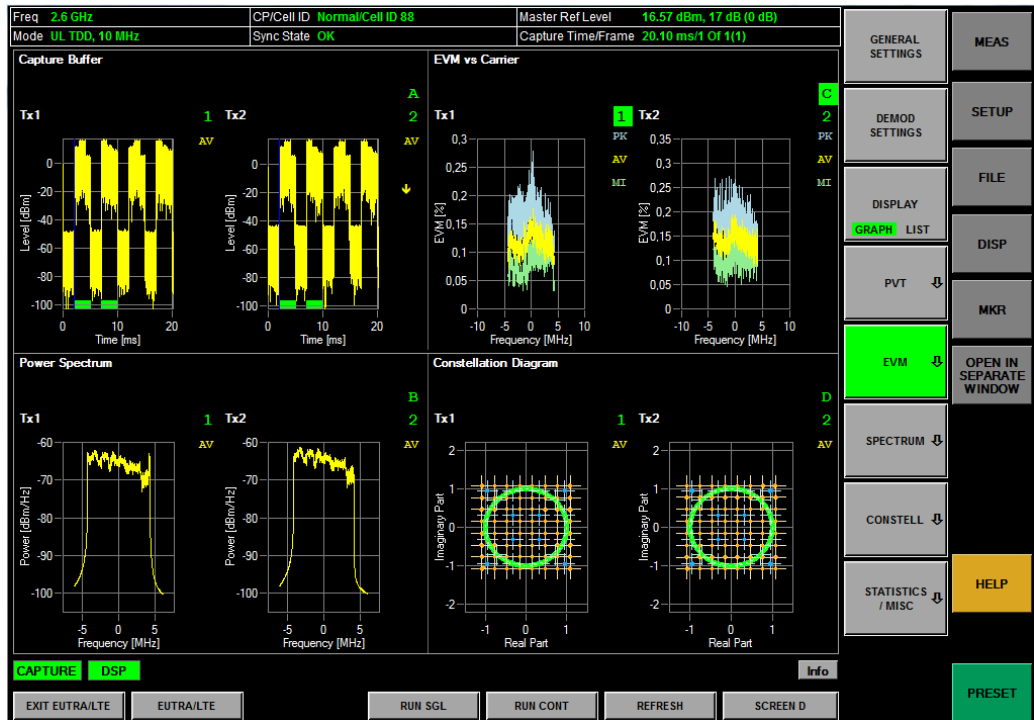 Freq 2.6 GHz
CP/Cell ID Normal/Cell ID 88
Master Ref Level 16.57 dBm, 17 dB (0 dB)
Mode UL TDD, 10 MHz
Sync State OK
Capture Time/Frame 20.10 ms/1 Of 1(1)
Capture Buffer
A
Tx1
1
AV
0
-20
-40
-60
-80
-100
Level [dBm]
0 10 20
Time [ms]
Tx2
2
AV
0
-20
-40
-60
-80
-100
Level [dBm]
0 10 20
Time [ms]
EVM vs Carrier
C
Tx1
1
PK
AV
MI
0,3
0,25
0,2
0,15
0,1
0,05
0
EVM [%]
-10 -5 0 5 10
Frequency [MHz]
Tx2
2
PK
AV
MI
0,35
0,3
0,25
0,2
0,15
0,1
0,05
0
EVM [%]
-10 -5 0 5 10
Frequency [MHz]
Power Spectrum
B
Tx1
1
AV
-60
-70
-80
-90
-100
Power [dBm/Hz]
-5 0 5
Frequency [MHz]
Tx2
2
AV
-60
-70
-80
-90
-100
Power [dBm/Hz]
-5 0 5
Frequency [MHz]
Constellation Diagram
D
Tx1
1
AV
2
1
0
-1
-2
Imaginary Part
-1 0 1
Real Part
Tx2
2
AV
2
1
0
-1
-2
Imaginary Part
-1 0 1
Real Part
CAPTURE
DSP
Info
EXIT EUTRA/LTE
EUTRA/LTE
RUN SGL
RUN CONT
REFRESH
SCREEN D
GENERAL
SETTINGS
DEMOD
SETTINGS
DISPLAY
GRAPH LIST
PVT
EVM
SPECTRUM
CONSTELL
STATISTICS
/ MISC
MEAS
SETUP
FILE
DISP
MKR
OPEN IN
SEPARATE
WINDOW
HELP
PRESET